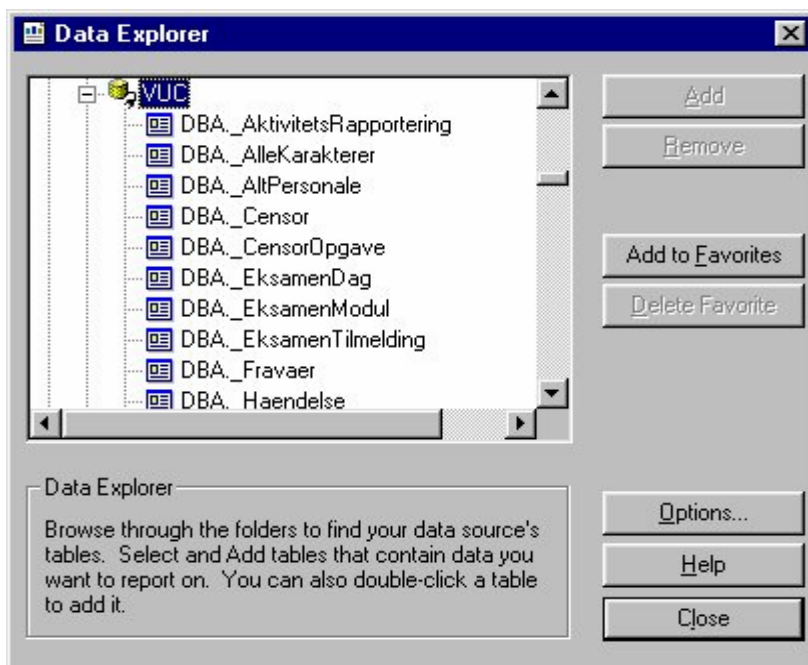 Data Explorer
VUC
DBA._AktivitetsRapportering
DBA._AlleKarakterer
DBA._AltPersonale
DBA._Censor
DBA._CensorOpgave
DBA._EksamenDag
DBA._EksamenModul
DBA._EksamenTilmelding
DBA._Fravaer
DBA._Haendelse
Add
Remove
Add to Favorites
Delete Favorite
Data Explorer
Browse through the folders to find your data source's
tables. Select and Add tables that contain data you
want to report on. You can also double-click a table
to add it.
Options...
Help
Close